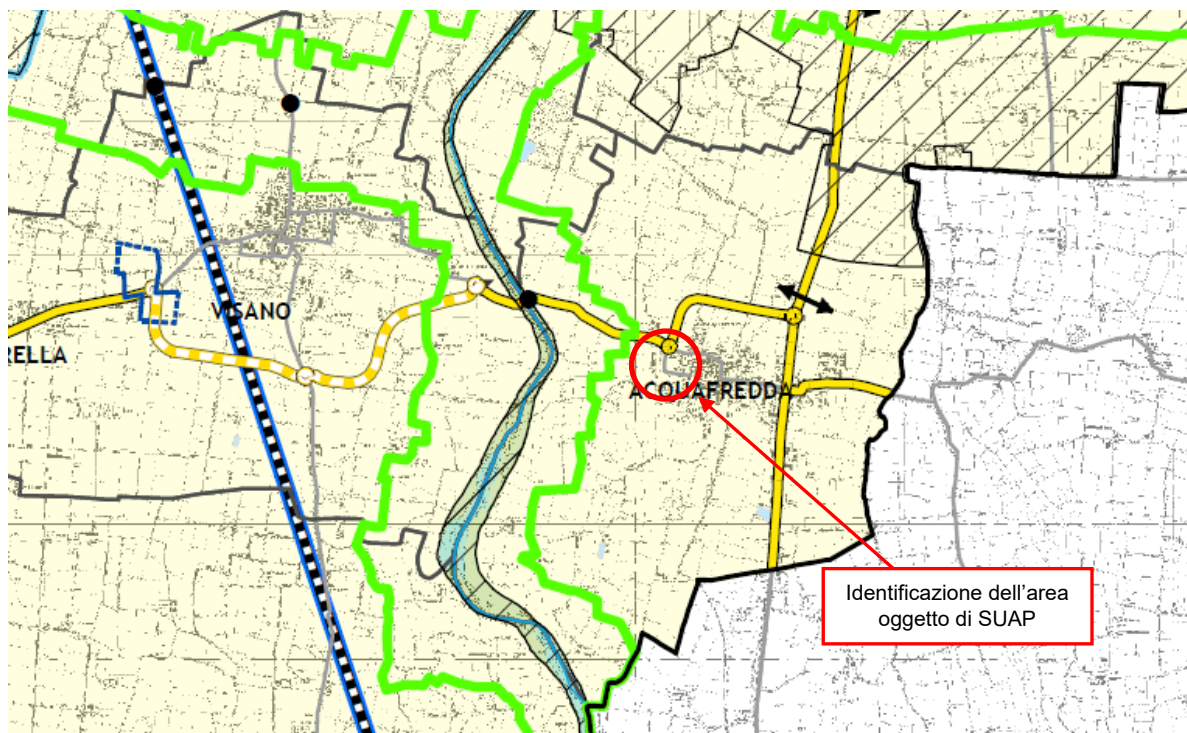 VISANO
RELLA
ACQUAFREDDA
Identificazione dell'area
oggetto di SUAP